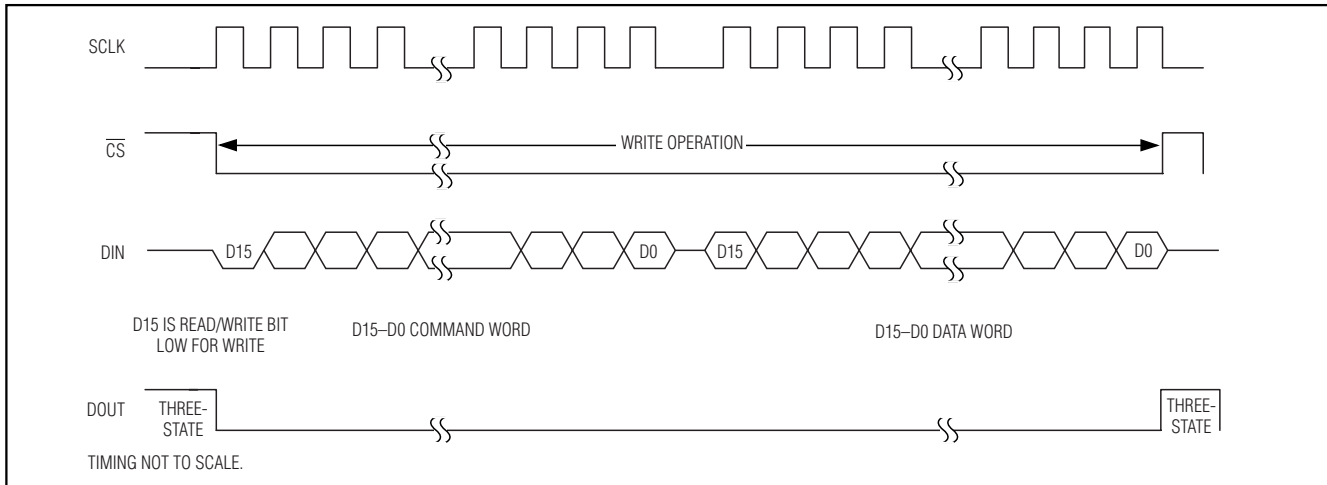 SCLK
CS
WRITE OPERATION
DIN
D15
D0
D15
D0
D15 IS READ/WRITE BIT
LOW FOR WRITE
D15–D0 COMMAND WORD
D15–D0 DATA WORD
DOUT
THREE-
STATE
THREE-
STATE
TIMING NOT TO SCALE.